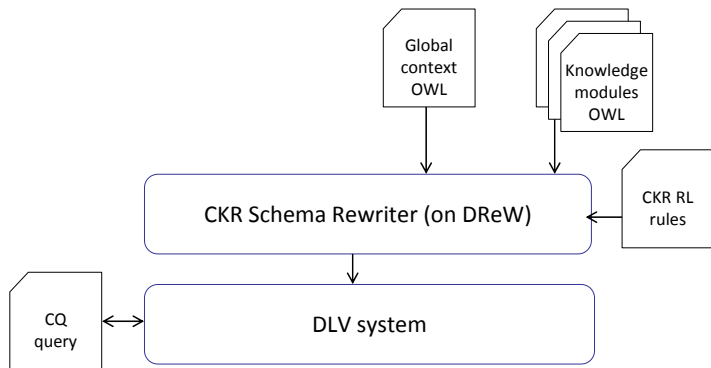 Global
context
OWL
Knowledge
modules
OWL
CKR Schema Rewriter (on DReW)
CKR RL
rules
CQ
query
DLV system